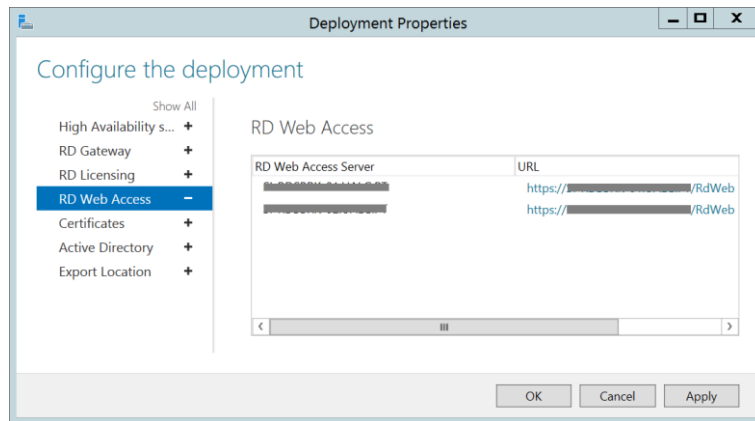 Deployment Properties
Configure the deployment
Show All
High Availability s... +
RD Gateway +
RD Licensing +
RD Web Access –
Certificates +
Active Directory +
Export Location +
RD Web Access
RD Web Access Server URL
https:// /RdWeb
https:// /RdWeb
OK Cancel Apply